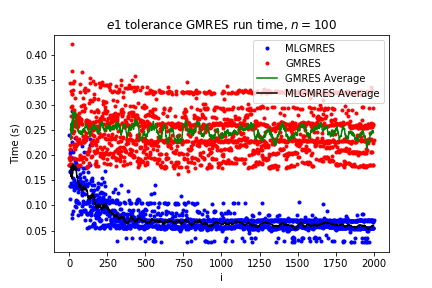 e1 tolerance GMRES run time, n = 100
Time (s)
0.40
0.35
0.30
0.25
0.20
0.15
0.10
0.05
MLGMRES
GMRES
GMRES Average
MLGMRES Average
0 250 500 750 1000 1250 1500 1750 2000
i